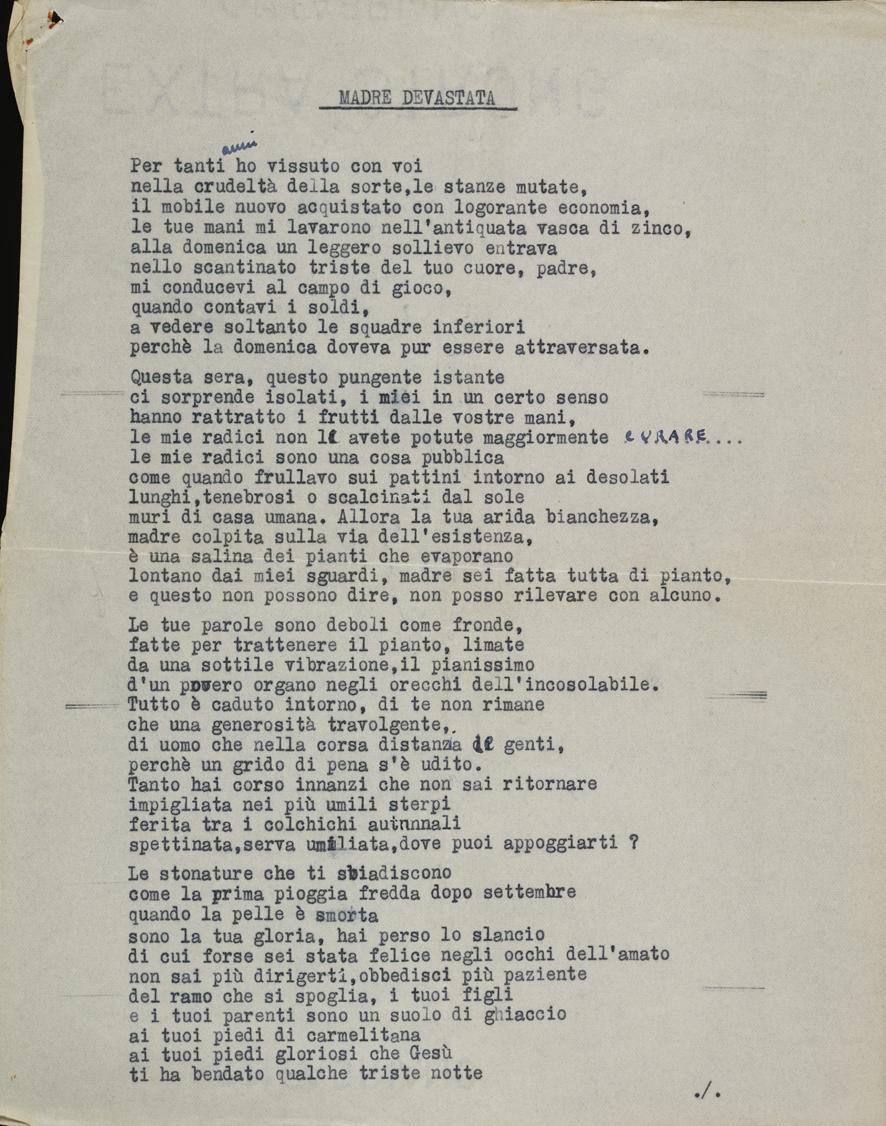 MADRE DEVASTATA
anni
Per tanti ho vissuto con voi
nella crudeltà della sorte,le stanze mutate,
il mobile nuovo acquistato con logorante economia,
le tue mani mi lavarono nell'antiquata vasca di zinco,
alla domenica un leggero sollievo entrava
nello scantinato triste del tuo cuore, padre,
mi conducevi al campo di gioco,
quando contavi i soldi,
a vedere soltanto le squadre inferiori
perchè la domenica doveva pur essere attraversata.
Questa sera, questo pungente istante
ci sorprende isolati, i miei in un certo senso
hanno rattratto i frutti dalle vostre mani,
le mie radici non le avete potute maggiormente CURARE....
le mie radici sono una cosa pubblica
come quando frullavo sui pattini intorno ai desolati
lunghi,tenebrosi o scalcinati dal sole
muri di casa umana. Allora la tua arida bianchezza,
madre colpita sulla via dell'esistenza,
è una salina dei pianti che evaporano
lontano dai miei sguardi, madre sei fatta tutta di pianto,
e questo non possono dire, non posso rilevare con alcuno.
Le tue parole sono deboli come fronde,
fatte per trattenere il pianto, limate
da una sottile vibrazione,il pianissimo
d'un povero organo negli orecchi dell'incosolabile.
Tutto è caduto intorno, di te non rimane
che una generosità travolgente,.
di uomo che nella corsa distanza le genti,
perchè un grido di pena s'è udito.
Tanto hai corso innanzi che non sai ritornare
impigliata nei più umili sterpi
ferita tra i colchichi autunnali
spettinata,serva umiliata,dove puoi appoggiarti ?
Le stonature che ti sbiadiscono
come la prima pioggia fredda dopo settembre
quando la pelle è smorta
sono la tua gloria, hai perso lo slancio
di cui forse sei stata felice negli occhi dell'amato
non sai più dirigerti,obbedisci più paziente
del ramo che si spoglia, i tuoi figli
e i tuoi parenti sono un suolo di ghiaccio
ai tuoi piedi di carmelitana
ai tuoi piedi gloriosi che Gesù
ti ha bendato qualche triste notte
./.